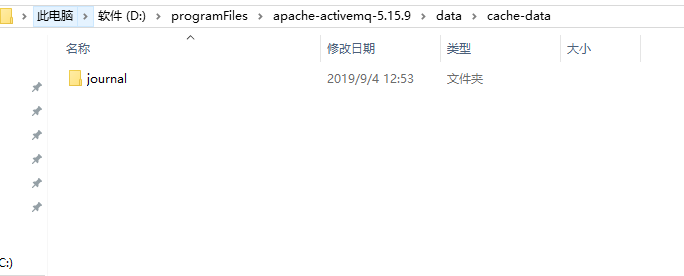 此电脑 > 软件 (D:) > programFiles > apache-activemq-5.15.9 > data > cache-data
名称 修改日期 类型 大小
journal 2019/9/4 12:53 文件夹
C:)